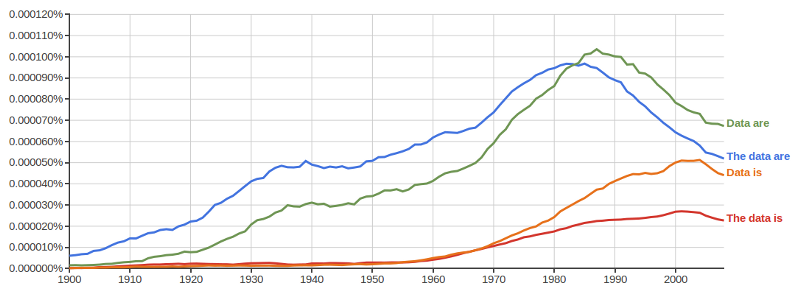 0.000120%
0.000110%
0.000100%
0.000090%
0.000080%
0.000070%
0.000060%
0.000050%
0.000040%
0.000030%
0.000020%
0.000010%
0.000000%
1900 1910 1920 1930 1940 1950 1960 1970 1980 1990 2000
Data are
The data are
Data is
The data is